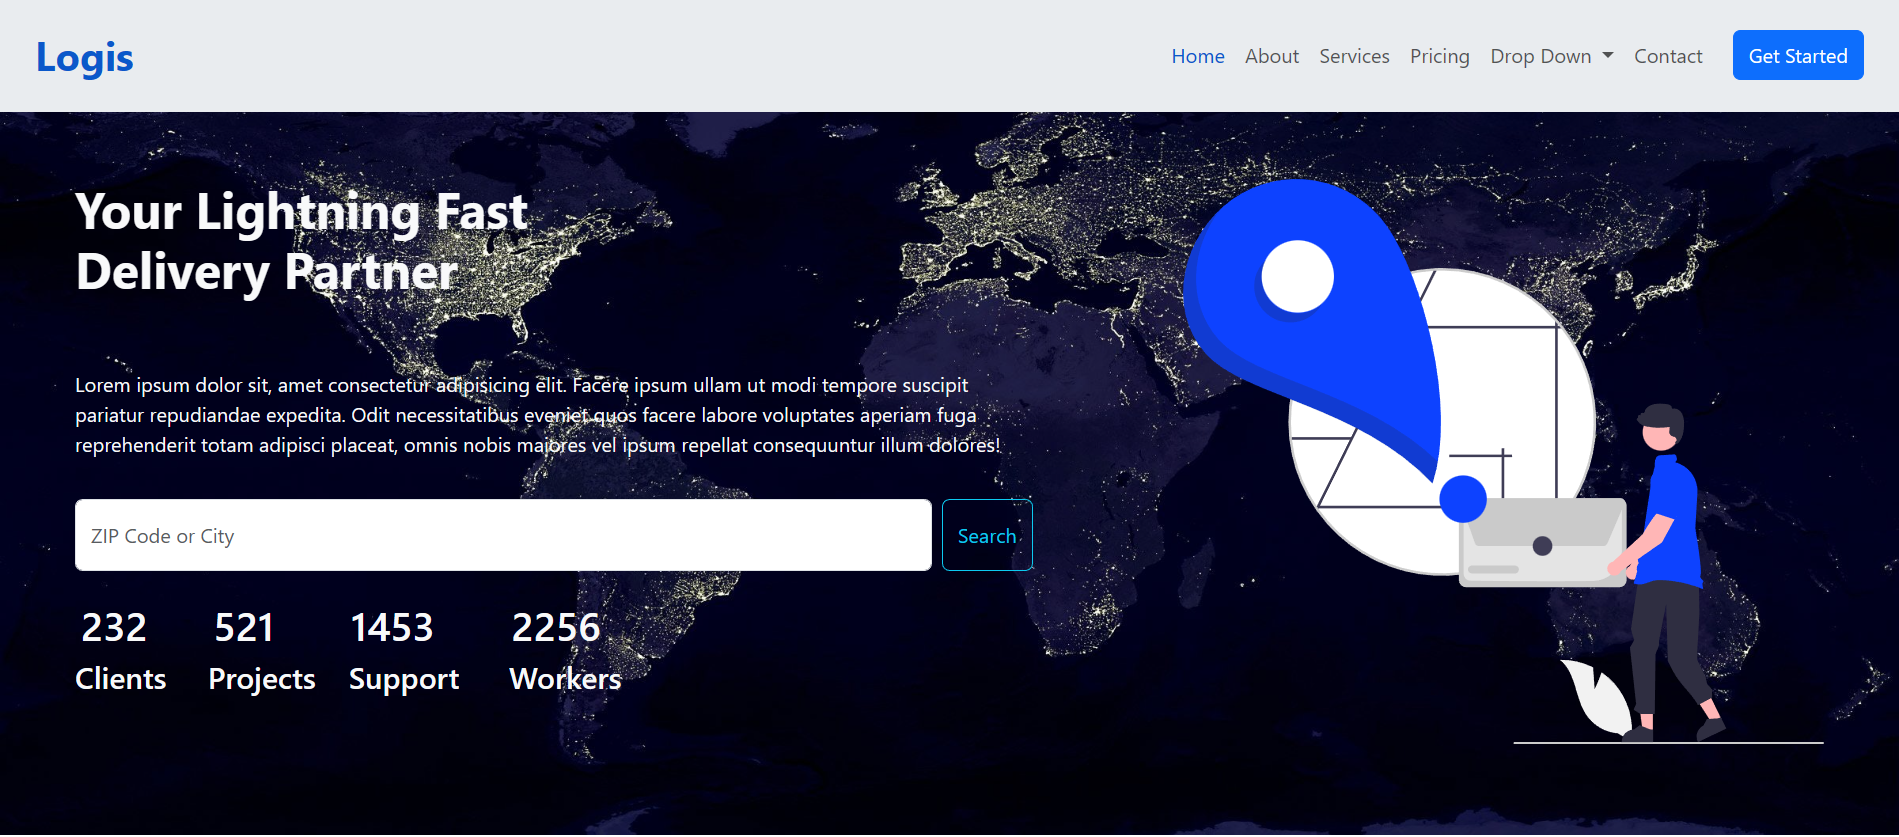 Logis
Home About Services Pricing Drop Down Contact Get Started
Your Lightning Fast
Delivery Partner
Lorem ipsum dolor sit, amet consectetur adipisicing elit. Facere ipsum ullam ut modi tempore suscipit
pariatur repudiandae expedita. Odit necessitatibus eveniet quos facere labore voluptates aperiam fuga
reprehenderit totam adipisci placeat, omnis nobis maiores vel ipsum repellat consequuntur illum dolores!
ZIP Code or City Search
232 521 1453 2256
Clients Projects Support Workers